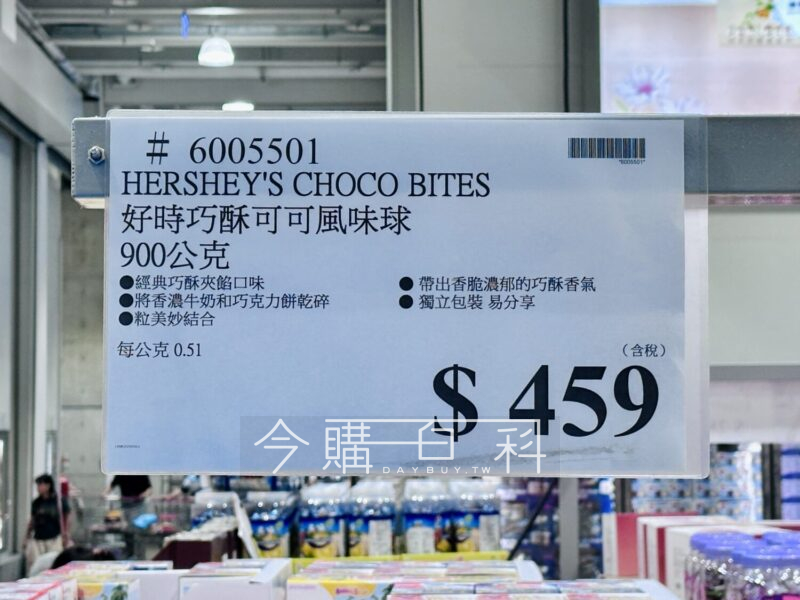 # 6005501
*6005501*
HERSHEY'S CHOCO BITES
好時巧酥可可風味球
900公克
●經典巧酥夾餡口味
●將香濃牛奶和巧克力餅乾碎
●粒美妙結合
● 帶出香脆濃郁的巧酥香氣
● 獨立包裝 易分享
每公克 0.51
（含稅）
$ 459
今購百科
DAYBUY.TW